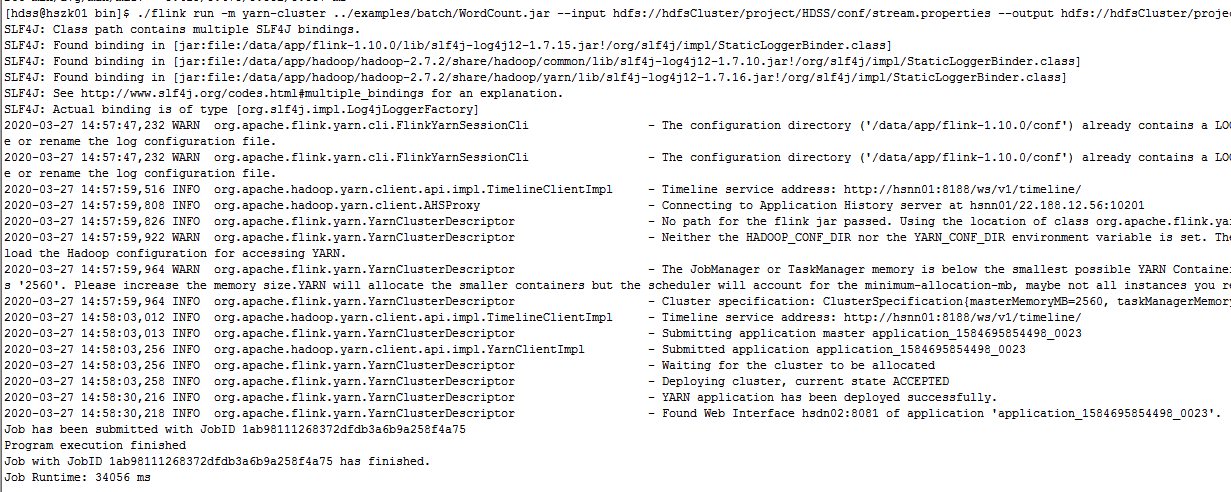 [hdss@hszk01 bin]$ ./flink run -m yarn-cluster ../examples/batch/WordCount.jar --input hdfs://hdfsCluster/project/HDSS/conf/stream.properties --output hdfs://hdfsCluster/proje
SLF4J: Class path contains multiple SLF4J bindings.
SLF4J: Found binding in [jar:file:/data/app/flink-1.10.0/lib/slf4j-log4j12-1.7.15.jar!/org/slf4j/impl/StaticLoggerBinder.class]
SLF4J: Found binding in [jar:file:/data/app/hadoop/hadoop-2.7.2/share/hadoop/common/lib/slf4j-log4j12-1.7.10.jar!/org/slf4j/impl/StaticLoggerBinder.class]
SLF4J: Found binding in [jar:file:/data/app/hadoop/hadoop-2.7.2/share/hadoop/yarn/lib/slf4j-log4j12-1.7.16.jar!/org/slf4j/impl/StaticLoggerBinder.class]
SLF4J: See http://www.slf4j.org/codes.html#multiple_bindings for an explanation.
SLF4J: Actual binding is of type [org.slf4j.impl.Log4jLoggerFactory]
2020-03-27 14:57:47,232 WARN org.apache.flink.yarn.cli.FlinkYarnSessionCli - The configuration directory ('/data/app/flink-1.10.0/conf') already contains a LOG
e or rename the log configuration file.
2020-03-27 14:57:47,232 WARN org.apache.flink.yarn.cli.FlinkYarnSessionCli - The configuration directory ('/data/app/flink-1.10.0/conf') already contains a LOG
e or rename the log configuration file.
2020-03-27 14:57:59,516 INFO org.apache.hadoop.yarn.client.api.impl.TimelineClientImpl - Timeline service address: http://hsnn01:8188/ws/v1/timeline/
2020-03-27 14:57:59,808 INFO org.apache.hadoop.yarn.client.AHSProxy - Connecting to Application History server at hsnn01/22.188.12.56:10201
2020-03-27 14:57:59,826 INFO org.apache.flink.yarn.YarnClusterDescriptor - No path for the flink jar passed. Using the location of class org.apache.flink.ya
2020-03-27 14:57:59,922 WARN org.apache.flink.yarn.YarnClusterDescriptor - Neither the HADOOP_CONF_DIR nor the YARN_CONF_DIR environment variable is set. The
load the Hadoop configuration for accessing YARN.
2020-03-27 14:57:59,964 WARN org.apache.flink.yarn.YarnClusterDescriptor - The JobManager or TaskManager memory is below the smallest possible YARN Container
s '2560'. Please increase the memory size.YARN will allocate the smaller containers but the scheduler will account for the minimum-allocation-mb, maybe not all instances you re
2020-03-27 14:57:59,964 INFO org.apache.flink.yarn.YarnClusterDescriptor - Cluster specification: ClusterSpecification{masterMemoryMB=2560, taskManagerMemory
2020-03-27 14:58:03,012 INFO org.apache.hadoop.yarn.client.api.impl.TimelineClientImpl - Timeline service address: http://hsnn01:8188/ws/v1/timeline/
2020-03-27 14:58:03,013 INFO org.apache.flink.yarn.YarnClusterDescriptor - Submitting application master application_1584695854498_0023
2020-03-27 14:58:03,256 INFO org.apache.hadoop.yarn.client.api.impl.YarnClientImpl - Submitted application application_1584695854498_0023
2020-03-27 14:58:03,256 INFO org.apache.flink.yarn.YarnClusterDescriptor - Waiting for the cluster to be allocated
2020-03-27 14:58:03,258 INFO org.apache.flink.yarn.YarnClusterDescriptor - Deploying cluster, current state ACCEPTED
2020-03-27 14:58:30,216 INFO org.apache.flink.yarn.YarnClusterDescriptor - YARN application has been deployed successfully.
2020-03-27 14:58:30,218 INFO org.apache.flink.yarn.YarnClusterDescriptor - Found Web Interface hsdn02:8081 of application 'application_1584695854498_0023'.
Job has been submitted with JobID 1ab98111268372dfdb3a6b9a258f4a75
Program execution finished
Job with JobID 1ab98111268372dfdb3a6b9a258f4a75 has finished.
Job Runtime: 34056 ms